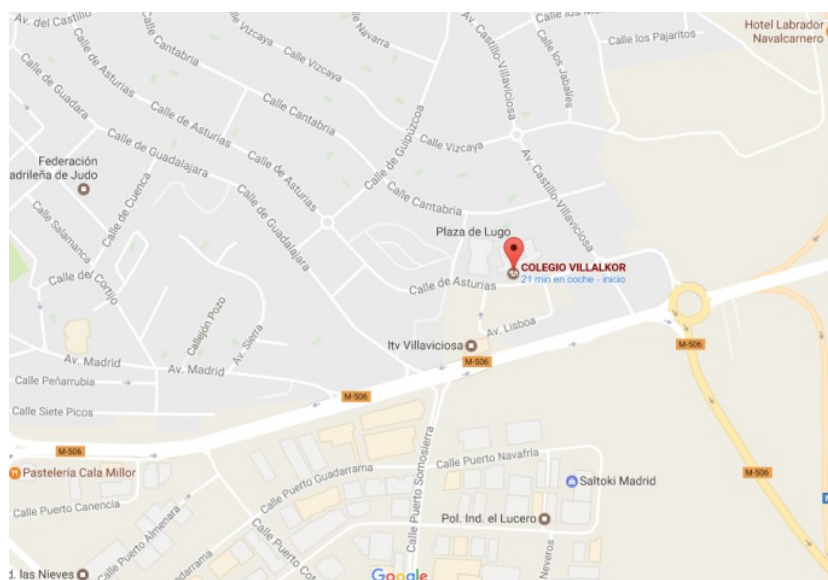 Av. del Castillo
Calle Cantabria
Calle Vizcaya
Calle Navarra
Av. Castillo-Villaviciosa
Calle los
Calle los Pajaritos
Calle los Jabalíes
Hotel Labrador
Navalcarnero
Calle de Guadara
Calle de Asturias
Calle de Guadalajara
Calle Cantabria
Calle de Guipúzcoa
Calle Vizcaya
Federación
adrileña de Judo
Calle de Cuenca
Calle de Asturias
Calle de Guadalajara
Calle Cantabria
Av. Castillo-Villaviciosa
Calle Salamanca
Calle del Cortijo
Plaza de Lugo
COLEGIO VILLALKOR
21 min en coche - inicio
Calle de Asturias
Callejón Pozo
Av. Sierra
Av. Lisboa
Itv Villaviciosa
M-506
M-506
Av. Madrid
Av. Madrid
Calle Peñarrubia
M-506
Calle Siete Picos
M-506
Pastelería Cala Millor
Calle Puerto Canencia
Calle Puerto Almenara
Calle Puerto Guadarrama
Calle Puerto Somosierra
Calle Puerto Navafría
Saltoki Madrid
M-506
Pol. Ind. el Lucero
d. las Nieves
adarrama
Calle Puerto Cot
Neveros
Google